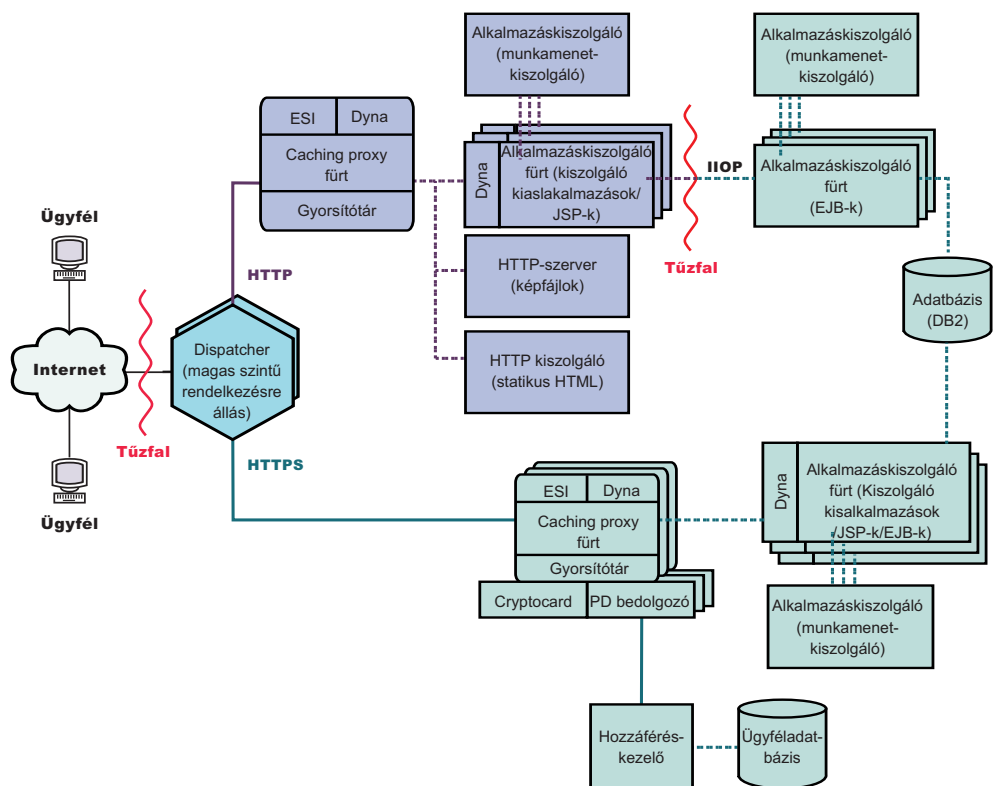 Alkalmazáskiszolgáló
(munkamenet-
kiszolgáló)
Alkalmazáskiszolgáló
(munkamenet-
kiszolgáló)
ESI
Dyna
Caching proxy
fürt
Gyorsítótár
Dyna
Alkalmazáskiszolgáló
fürt (kiszolgáló
kiaslakalmazások/
JSP-k)
Tűzfal
IIOP
Alkalmazáskiszolgáló
fürt
(EJB-k)
HTTP-szerver
(képfájlok)
HTTP kiszolgáló
(statikus HTML)
Adatbázis
(DB2)
Ügyfél
Internet
Ügyfél
Tűzfal
HTTP
Dispatcher
(magas szintű
rendelkezésre
állás)
HTTPS
ESI
Dyna
Caching proxy
fürt
Gyorsítótár
Cryptocard
PD bedolgozó
Dyna
Alkalmazáskiszolgáló
fürt (Kiszolgáló
kisalkalmazások
/JSP-k/EJB-k)
Alkalmazáskiszolgáló
(munkamenet-
kiszolgáló)
Hozzáférés-
kezelő
Ügyféladat-
bázis